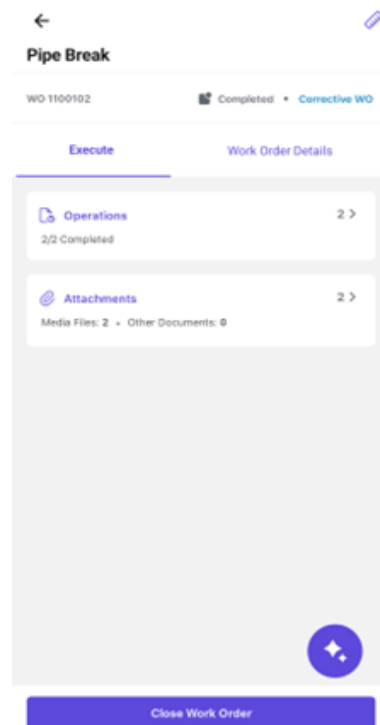 Pipe Break
WO 1100102 Completed • Corrective WO
Execute Work Order Details
Operations 2 >
2/2 Completed
Attachments 2 >
Media Files: 2 • Other Documents: 0
Close Work Order